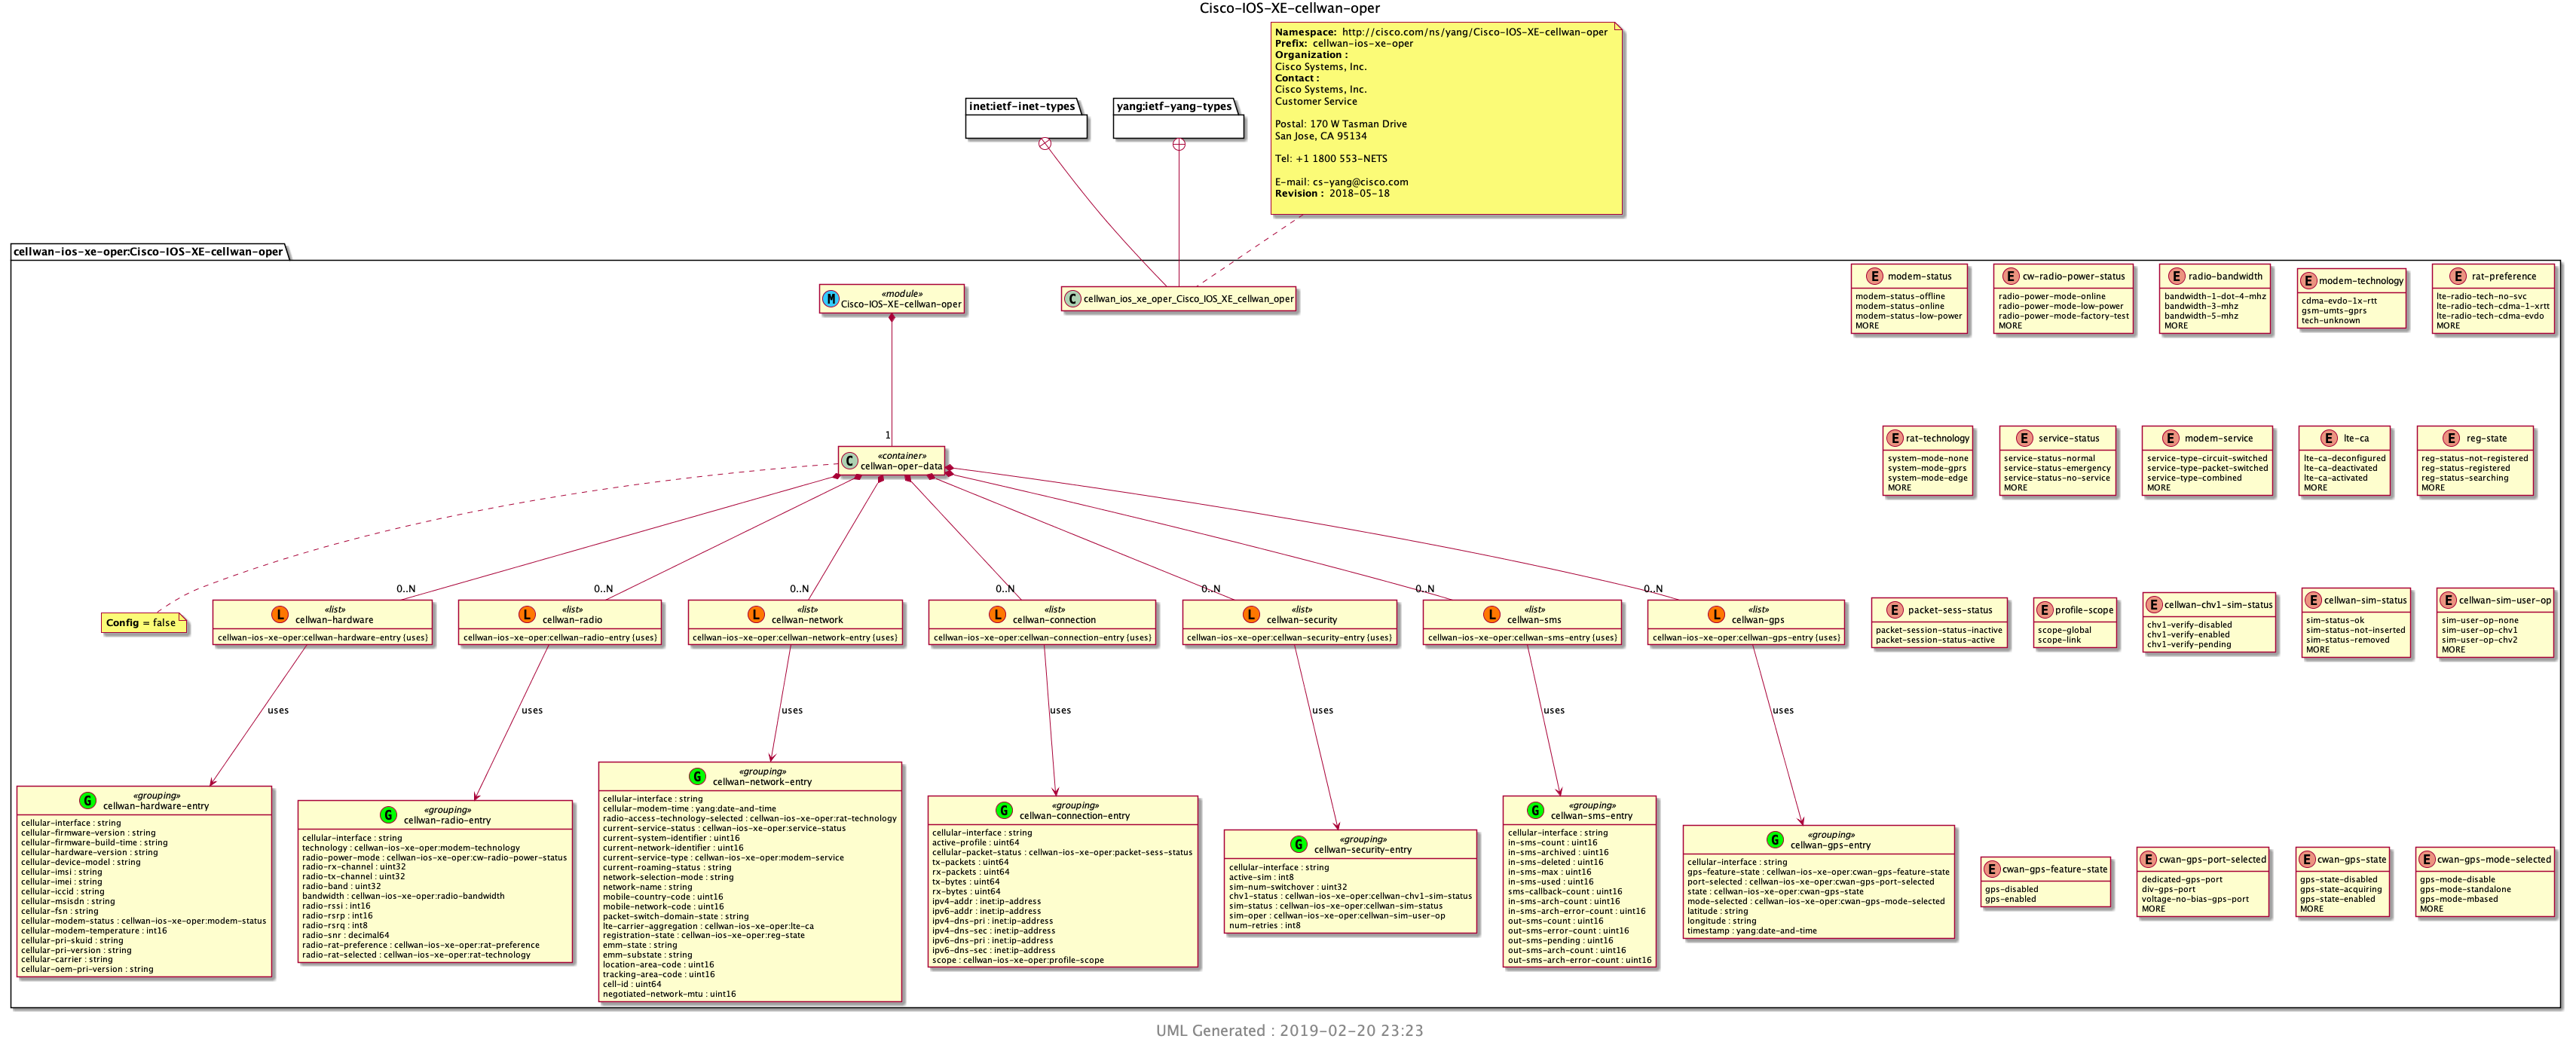 Cisco-IOS-XE-cellwan-oper
Namespace: http://cisco.com/ns/yang/Cisco-IOS-XE-cellwan-oper
Prefix: cellwan-ios-xe-oper
Organization :
Cisco Systems, Inc.
Contact :
Cisco Systems, Inc.
Customer Service
Postal: 170 W Tasman Drive
San Jose, CA 95134
Tel: +1 1800 553-NETS
E-mail: cs-yang@cisco.com
Revision : 2018-05-18
inet:ietf-inet-types
yang:ietf-yang-types
cellwan-ios-xe-oper:Cisco-IOS-XE-cellwan-oper
M
«module»
Cisco-IOS-XE-cellwan-oper
C
cellwan_ios_xe_oper_Cisco_IOS_XE_cellwan_oper
E modem-status
modem-status-offline
modem-status-online
modem-status-low-power
MORE
E cw-radio-power-status
radio-power-mode-online
radio-power-mode-low-power
radio-power-mode-factory-test
MORE
E radio-bandwidth
bandwidth-1-dot-4-mhz
bandwidth-3-mhz
bandwidth-5-mhz
MORE
E modem-technology
cdma-evdo-1x-rtt
gsm-umts-gprs
tech-unknown
E rat-preference
lte-radio-tech-no-svc
lte-radio-tech-cdma-1-xrtt
lte-radio-tech-cdma-evdo
MORE
1
C
«container»
cellwan-oper-data
E rat-technology
system-mode-none
system-mode-gprs
system-mode-edge
MORE
E service-status
service-status-normal
service-status-emergency
service-status-no-service
MORE
E modem-service
service-type-circuit-switched
service-type-packet-switched
service-type-combined
MORE
E lte-ca
lte-ca-deconfigured
lte-ca-deactivated
lte-ca-activated
MORE
E reg-state
reg-status-not-registered
reg-status-registered
reg-status-searching
MORE
Config = false
0..N
L
«list»
cellwan-hardware
cellwan-ios-xe-oper:cellwan-hardware-entry {uses}
0..N
L
«list»
cellwan-radio
cellwan-ios-xe-oper:cellwan-radio-entry {uses}
0..N
L
«list»
cellwan-network
cellwan-ios-xe-oper:cellwan-network-entry {uses}
0..N
L
«list»
cellwan-connection
cellwan-ios-xe-oper:cellwan-connection-entry {uses}
0..N
L
«list»
cellwan-security
cellwan-ios-xe-oper:cellwan-security-entry {uses}
0..N
L
«list»
cellwan-sms
cellwan-ios-xe-oper:cellwan-sms-entry {uses}
0..N
L
«list»
cellwan-gps
cellwan-ios-xe-oper:cellwan-gps-entry {uses}
E packet-sess-status
packet-session-status-inactive
packet-session-status-active
E profile-scope
scope-global
scope-link
E cellwan-chv1-sim-status
chv1-verify-disabled
chv1-verify-enabled
chv1-verify-pending
E cellwan-sim-status
sim-status-ok
sim-status-not-inserted
sim-status-removed
MORE
E cellwan-sim-user-op
sim-user-op-none
sim-user-op-chv1
sim-user-op-chv2
MORE
uses
uses
uses
uses
uses
uses
uses
G
«grouping»
cellwan-hardware-entry
cellular-interface : string
cellular-firmware-version : string
cellular-firmware-build-time : string
cellular-hardware-version : string
cellular-device-model : string
cellular-imsi : string
cellular-imei : string
cellular-iccid : string
cellular-msisdn : string
cellular-fsn : string
cellular-modem-status : cellwan-ios-xe-oper:modem-status
cellular-modem-temperature : int16
cellular-pri-skuid : string
cellular-pri-version : string
cellular-carrier : string
cellular-oem-pri-version : string
G
«grouping»
cellwan-radio-entry
cellular-interface : string
technology : cellwan-ios-xe-oper:modem-technology
radio-power-mode : cellwan-ios-xe-oper:cw-radio-power-status
radio-rx-channel : uint32
radio-tx-channel : uint32
radio-band : uint32
bandwidth : cellwan-ios-xe-oper:radio-bandwidth
radio-rssi : int16
radio-rsrp : int16
radio-rsrq : int8
radio-snr : decimal64
radio-rat-preference : cellwan-ios-xe-oper:rat-preference
radio-rat-selected : cellwan-ios-xe-oper:rat-technology
G
«grouping»
cellwan-network-entry
cellular-interface : string
cellular-modem-time : yang:date-and-time
radio-access-technology-selected : cellwan-ios-xe-oper:rat-technology
current-service-status : cellwan-ios-xe-oper:service-status
current-system-identifier : uint16
current-network-identifier : uint16
current-service-type : cellwan-ios-xe-oper:modem-service
current-roaming-status : string
network-selection-mode : string
network-name : string
mobile-country-code : uint16
mobile-network-code : uint16
packet-switch-domain-state : string
lte-carrier-aggregation : cellwan-ios-xe-oper:lte-ca
registration-state : cellwan-ios-xe-oper:reg-state
emm-state : string
emm-substate : string
location-area-code : uint16
tracking-area-code : uint16
cell-id : uint64
negotiated-network-mtu : uint16
G
«grouping»
cellwan-connection-entry
cellular-interface : string
active-profile : uint64
cellular-packet-status : cellwan-ios-xe-oper:packet-sess-status
tx-packets : uint64
rx-packets : uint64
tx-bytes : uint64
rx-bytes : uint64
ipv4-addr : inet:ip-address
ipv6-addr : inet:ip-address
ipv4-dns-pri : inet:ip-address
ipv4-dns-sec : inet:ip-address
ipv6-dns-pri : inet:ip-address
ipv6-dns-sec : inet:ip-address
scope : cellwan-ios-xe-oper:profile-scope
G
«grouping»
cellwan-security-entry
cellular-interface : string
active-sim : int8
sim-num-switchover : uint32
chv1-status : cellwan-ios-xe-oper:cellwan-chv1-sim-status
sim-status : cellwan-ios-xe-oper:cellwan-sim-status
sim-oper : cellwan-ios-xe-oper:cellwan-sim-user-op
num-retries : int8
G
«grouping»
cellwan-sms-entry
cellular-interface : string
in-sms-count : uint16
in-sms-archived : uint16
in-sms-deleted : uint16
in-sms-max : uint16
in-sms-used : uint16
sms-callback-count : uint16
in-sms-arch-count : uint16
in-sms-arch-error-count : uint16
out-sms-count : uint16
out-sms-error-count : uint16
out-sms-pending : uint16
out-sms-arch-count : uint16
out-sms-arch-error-count : uint16
G
«grouping»
cellwan-gps-entry
cellular-interface : string
gps-feature-state : cellwan-ios-xe-oper:cwan-gps-feature-state
port-selected : cellwan-ios-xe-oper:cwan-gps-port-selected
state : cellwan-ios-xe-oper:cwan-gps-state
mode-selected : cellwan-ios-xe-oper:cwan-gps-mode-selected
latitude : string
longitude : string
timestamp : yang:date-and-time
E cwan-gps-feature-state
gps-disabled
gps-enabled
E cwan-gps-port-selected
dedicated-gps-port
div-gps-port
voltage-no-bias-gps-port
MORE
E cwan-gps-state
gps-state-disabled
gps-state-acquiring
gps-state-enabled
MORE
E cwan-gps-mode-selected
gps-mode-disable
gps-mode-standalone
gps-mode-mbased
MORE
UML Generated : 2019-02-20 23:23